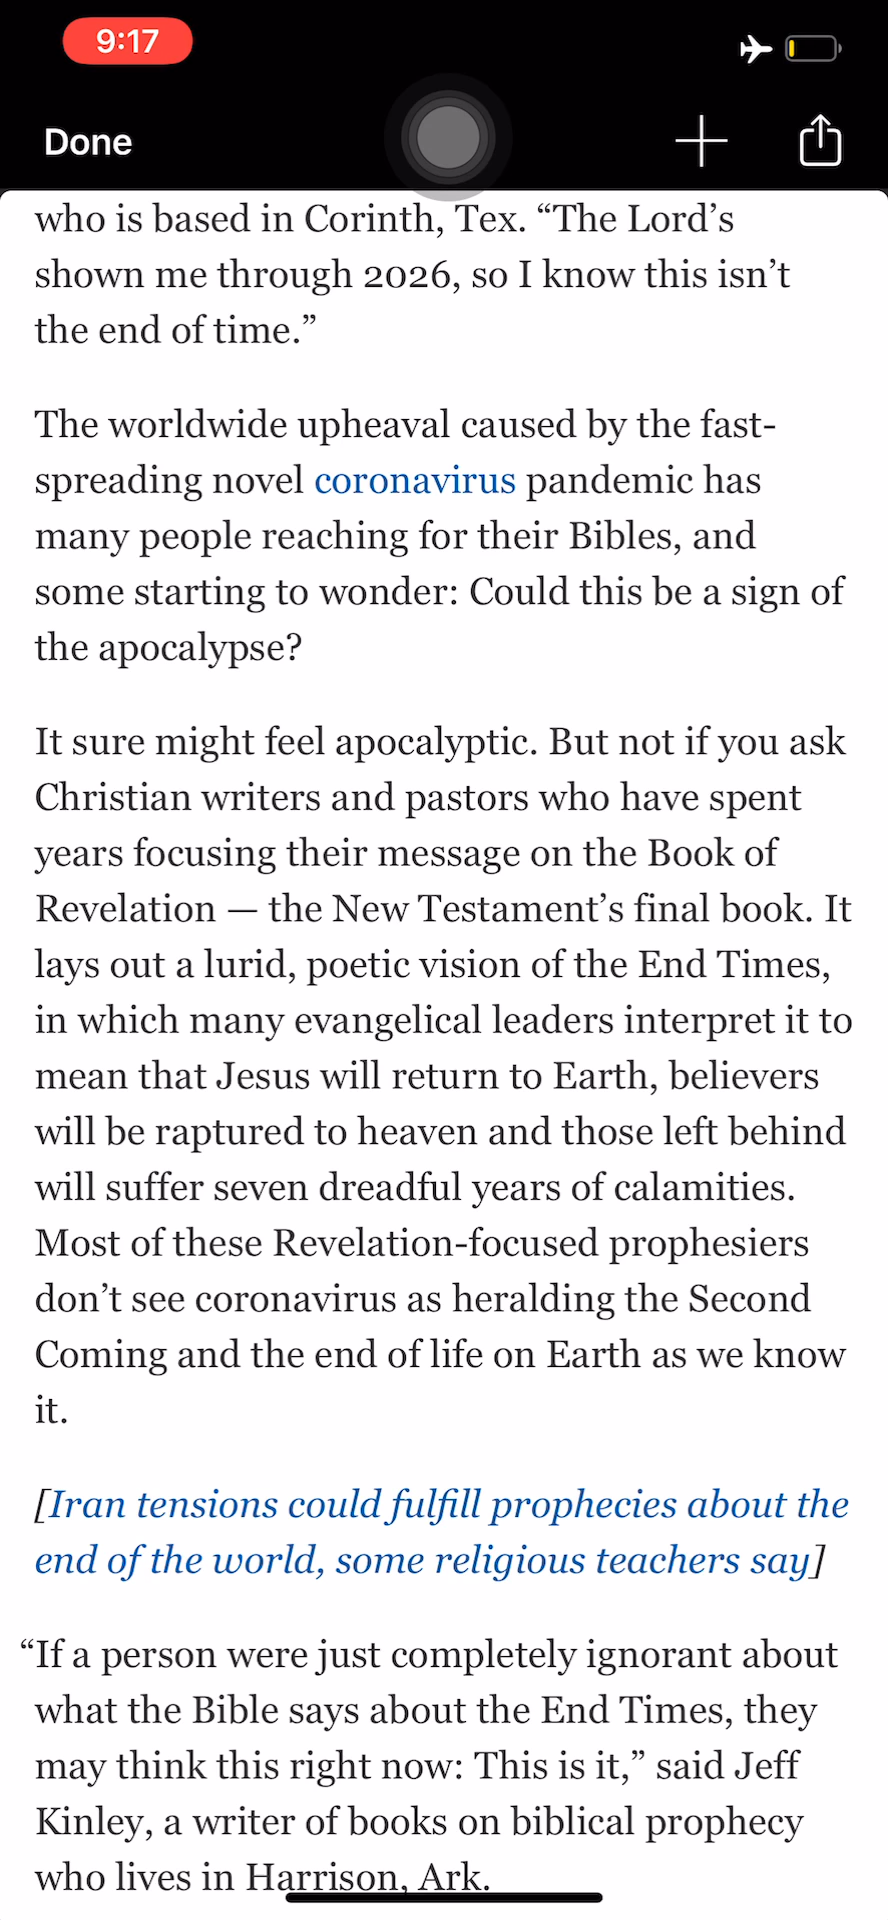 9:17
Done
who is based in Corinth, Tex. “The Lord’s
shown me through 2026, so I know this isn’t
the end of time.”
The worldwide upheaval caused by the fast-
spreading novel coronavirus pandemic has
many people reaching for their Bibles, and
some starting to wonder: Could this be a sign of
the apocalypse?
It sure might feel apocalyptic. But not if you ask
Christian writers and pastors who have spent
years focusing their message on the Book of
Revelation — the New Testament’s final book. It
lays out a lurid, poetic vision of the End Times,
in which many evangelical leaders interpret it to
mean that Jesus will return to Earth, believers
will be raptured to heaven and those left behind
will suffer seven dreadful years of calamities.
Most of these Revelation-focused prophesiers
don’t see coronavirus as heralding the Second
Coming and the end of life on Earth as we know
it.
[Iran tensions could fulfill prophecies about the
end of the world, some religious teachers say]
“If a person were just completely ignorant about
what the Bible says about the End Times, they
may think this right now: This is it,” said Jeff
Kinley, a writer of books on biblical prophecy
who lives in Harrison, Ark.